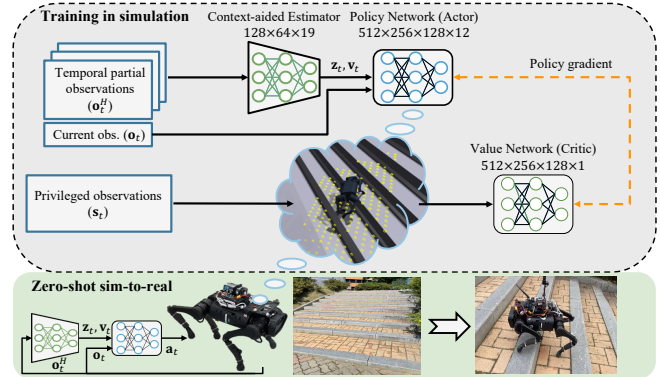 Training in simulation
Context-aided Estimator
128×64×19
Policy Network (Actor)
512×256×128×12
Temporal partial
observations
(o_t^H)
z_t, v_t
Policy gradient
Current obs. (o_t)
Value Network (Critic)
512×256×128×1
Privileged observations
(s_t)
Zero-shot sim-to-real
z_t, v_t
o_t^H
o_t
a_t